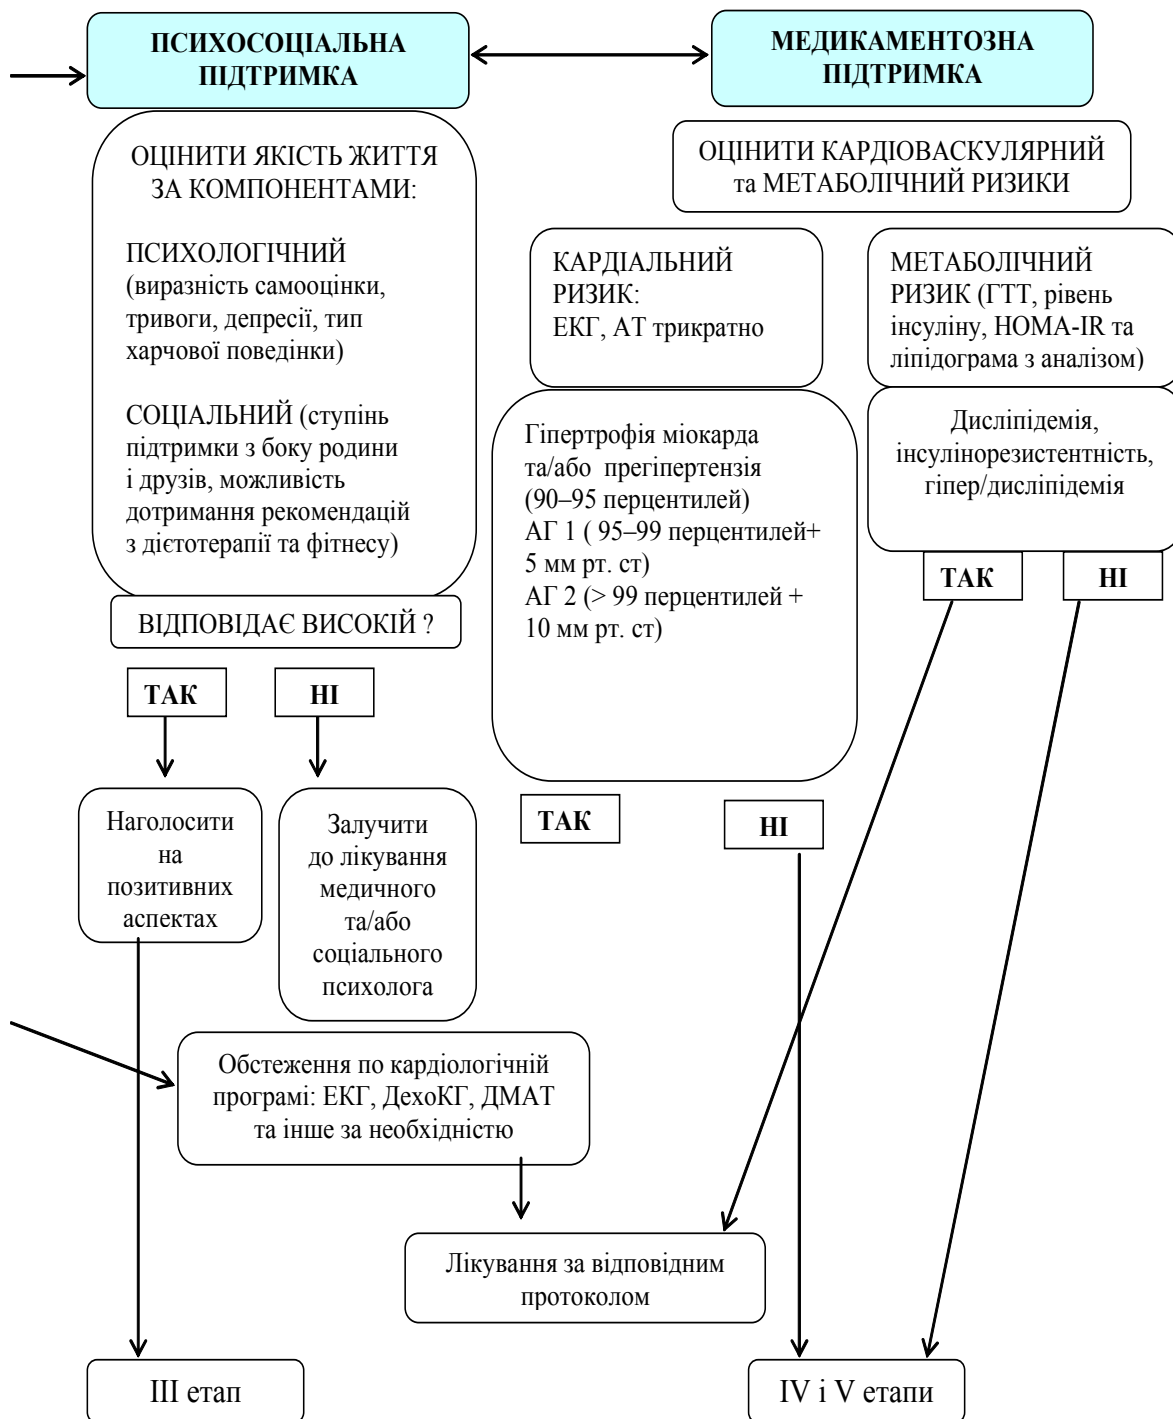 ПСИХОСОЦІАЛЬНА
ПІДТРИМКА
МЕДИКАМЕНТОЗНА
ПІДТРИМКА
ОЦІНИТИ ЯКІСТЬ ЖИТТЯ
ЗА КОМПОНЕНТАМИ:
ПСИХОЛОГІЧНИЙ
(виразність самооцінки,
тривоги, депресії, тип
харчової поведінки)
СОЦІАЛЬНИЙ (ступінь
підтримки з боку родини
і друзів, можливість
дотримання рекомендацій
з дієтотерапії та фітнесу)
ВІДПОВІДАЄ ВИСОКІЙ ?
ТАК
НІ
Наголосити
на
позитивних
аспектах
Залучити
до лікування
медичного
та/або
соціального
психолога
ОЦІНИТИ КАРДІОВАСКУЛЯРНИЙ
та МЕТАБОЛІЧНИЙ РИЗИКИ
КАРДІАЛЬНИЙ
РИЗИК:
ЕКГ, АТ трикратно
Гіпертрофія міокарда
та/або прегіпертензія
(90–95 перцентилей)
АГ 1 ( 95–99 перцентилей+
5 мм рт. ст)
АГ 2 (> 99 перцентилей +
10 мм рт. ст)
ТАК
НІ
МЕТАБОЛІЧНИЙ
РИЗИК (ГТТ, рівень
інсуліну, HOMA-IR та
ліпідограма з аналізом)
Дисліпідемія,
інсулінорезистентність,
гіпер/дисліпідемія
ТАК
НІ
Обстеження по кардіологічній
програмі: ЕКГ, ДехоКГ, ДМАТ
та інше за необхідністю
Лікування за відповідним
протоколом
III етап
IV і V етапи